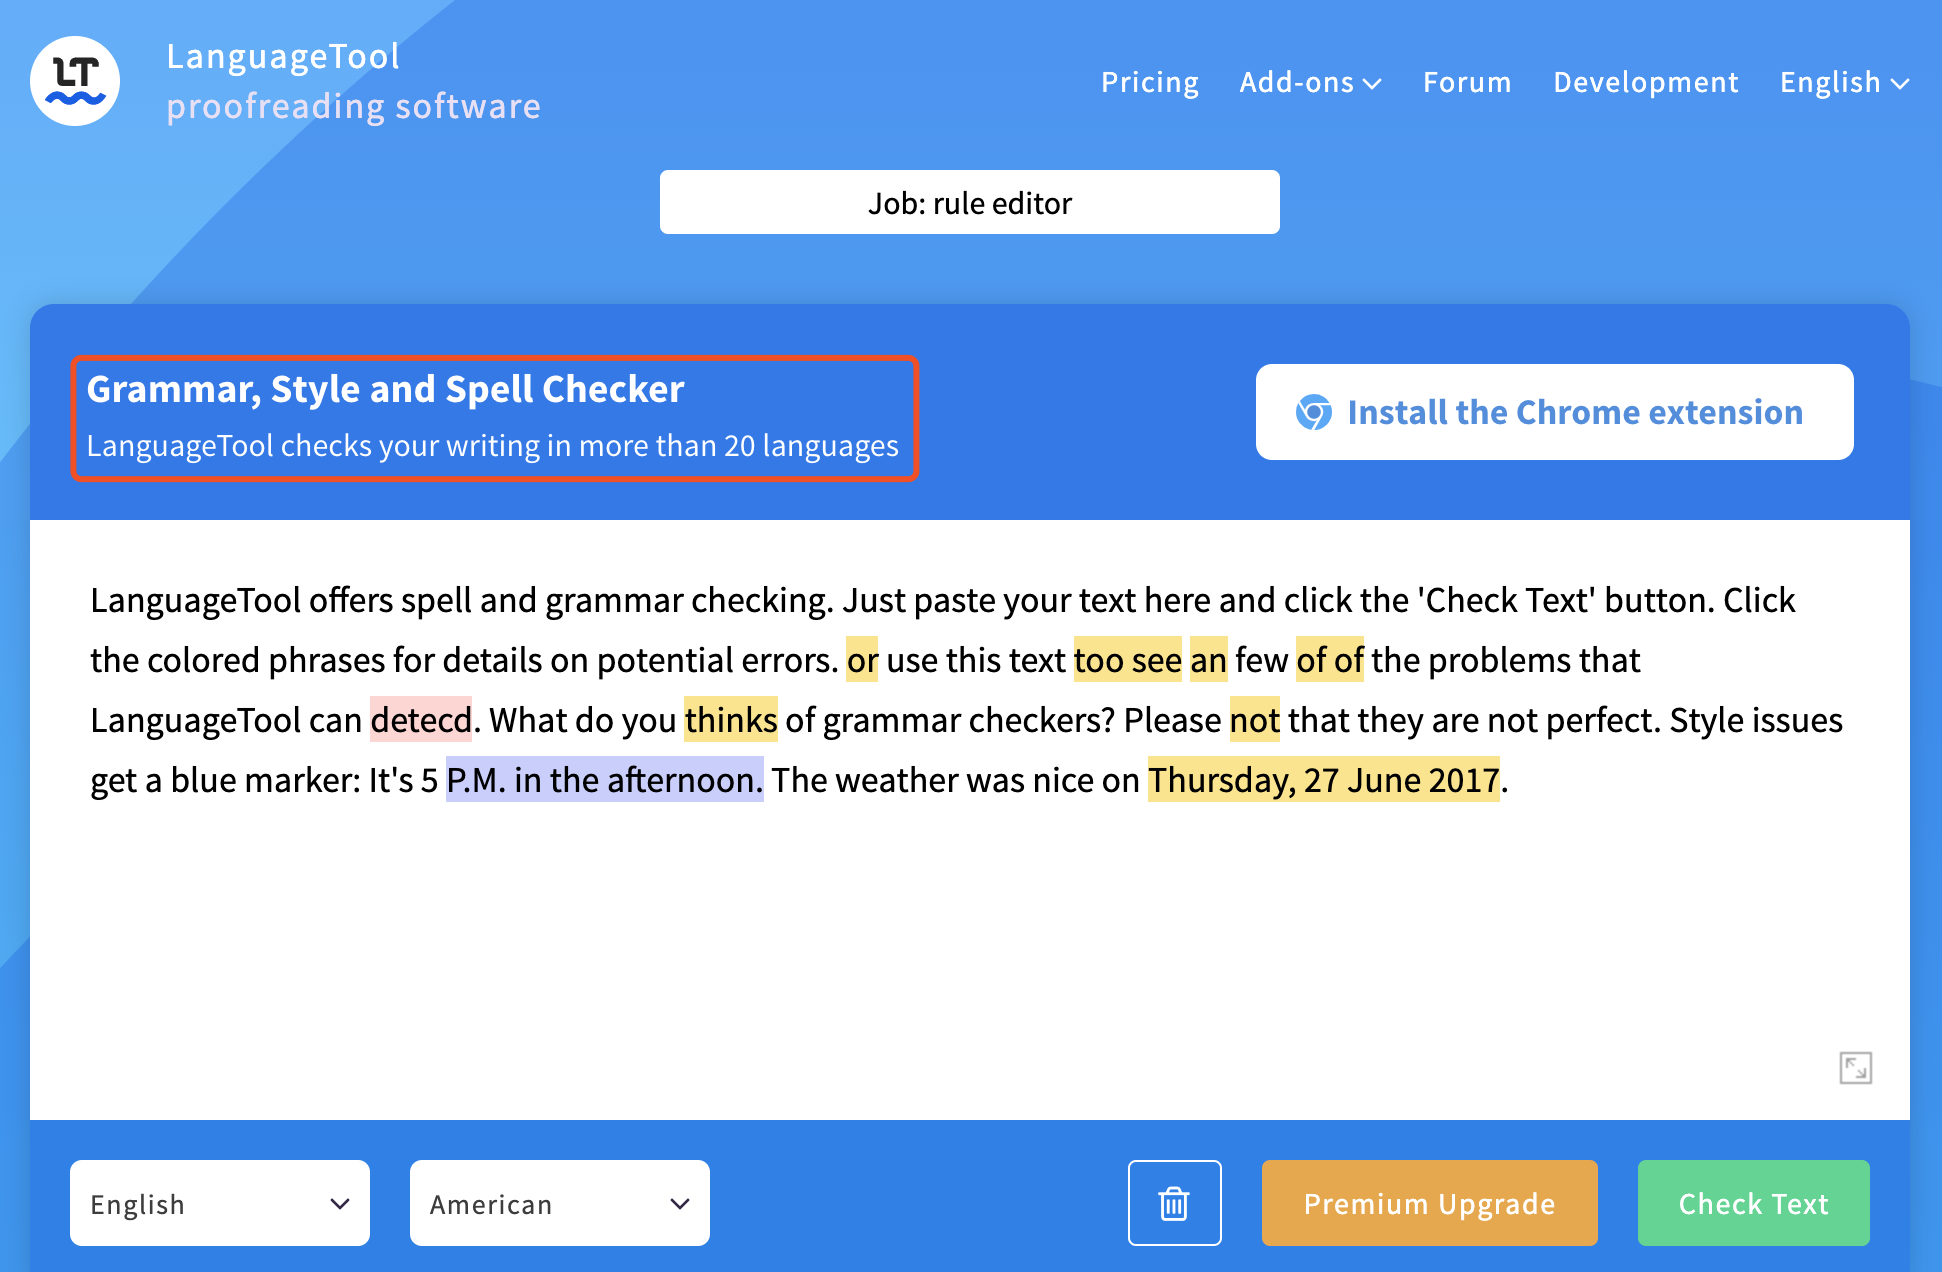 LT
LanguageTool
proofreading software
Pricing
Add-ons
Forum
Development
English
Job: rule editor
Grammar, Style and Spell Checker
LanguageTool checks your writing in more than 20 languages
Install the Chrome extension
LanguageTool offers spell and grammar checking. Just paste your text here and click the 'Check Text' button. Click
the colored phrases for details on potential errors. or use this text too see an few of of the problems that
LanguageTool can detecd. What do you thinks of grammar checkers? Please not that they are not perfect. Style issues
get a blue marker: It's 5 P.M. in the afternoon. The weather was nice on Thursday, 27 June 2017.
English
American
Premium Upgrade
Check Text